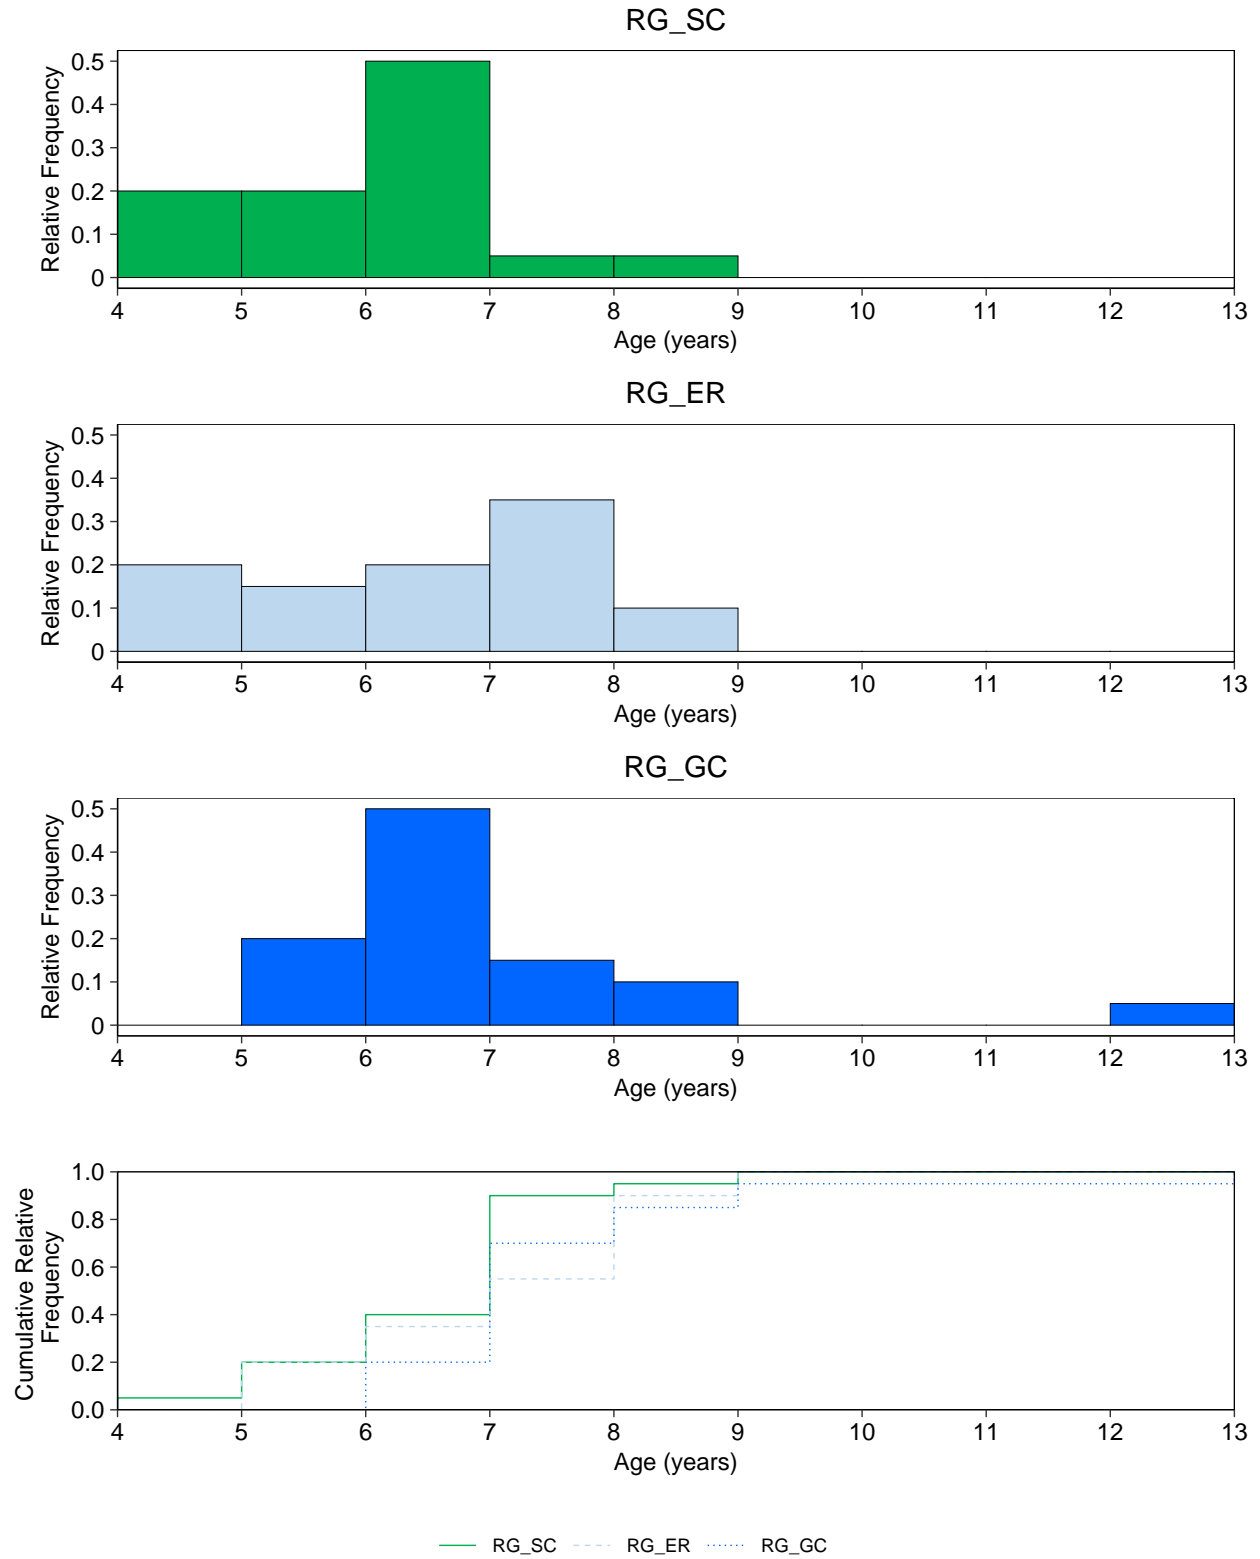 RG_SC
Relative Frequency
0.5
0.4
0.3
0.2
0.1
0
4 5 6 7 8 9 10 11 12 13
Age (years)
RG_ER
Relative Frequency
0.5
0.4
0.3
0.2
0.1
0
4 5 6 7 8 9 10 11 12 13
Age (years)
RG_GC
Relative Frequency
0.5
0.4
0.3
0.2
0.1
0
4 5 6 7 8 9 10 11 12 13
Age (years)
Cumulative Relative
Frequency
1.0
0.8
0.6
0.4
0.2
0.0
4 5 6 7 8 9 10 11 12 13
Age (years)
RG_SC RG_ER RG_GC